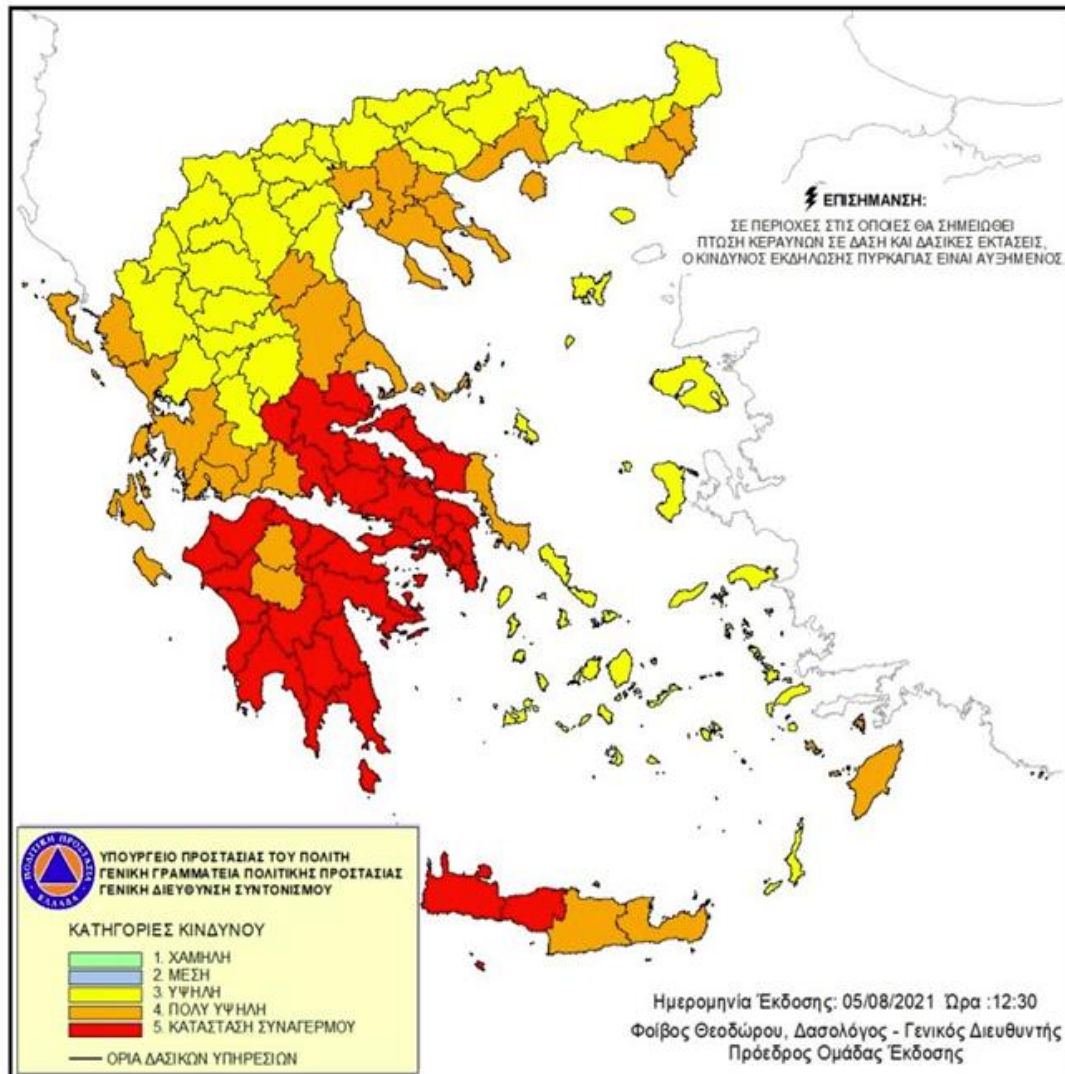 ΕΠΙΣΗΜΑΝΣΗ:
ΣΕ ΠΕΡΙΟΧΕΣ ΣΤΙΣ ΟΠΟΙΕΣ ΘΑ ΣΗΜΕΙΩΘΕΙ
ΠΤΩΣΗ ΚΕΡΑΥΝΩΝ ΣΕ ΔΑΣΗ ΚΑΙ ΔΑΣΙΚΕΣ ΕΚΤΑΣΕΙΣ,
Ο ΚΙΝΔΥΝΟΣ ΕΚΔΗΛΩΣΗΣ ΠΥΡΚΑΓΙΑΣ ΕΙΝΑΙ ΑΥΞΗΜΕΝΟΣ.
ΠΟΛΙΤΙΚΗ ΠΡΟΣΤΑΣΙΑ
ΕΛΛΑΔΑ
ΥΠΟΥΡΓΕΙΟ ΠΡΟΣΤΑΣΙΑΣ ΤΟΥ ΠΟΛΙΤΗ
ΓΕΝΙΚΗ ΓΡΑΜΜΑΤΕΙΑ ΠΟΛΙΤΙΚΗΣ ΠΡΟΣΤΑΣΙΑΣ
ΓΕΝΙΚΗ ΔΙΕΥΘΥΝΣΗ ΣΥΝΤΟΝΙΣΜΟΥ
ΚΑΤΗΓΟΡΙΕΣ ΚΙΝΔΥΝΟΥ
1. ΧΑΜΗΛΗ
2. ΜΕΣΗ
3. ΥΨΗΛΗ
4. ΠΟΛΥ ΥΨΗΛΗ
5. ΚΑΤΑΣΤΑΣΗ ΣΥΝΑΓΕΡΜΟΥ
ΟΡΙΑ ΔΑΣΙΚΩΝ ΥΠΗΡΕΣΙΩΝ
Ημερομηνία Έκδοσης: 05/08/2021 Ώρα :12:30
Φοίβος Θεοδώρου, Δασολόγος - Γενικός Διευθυντής
Πρόεδρος Ομάδας Έκδοσης